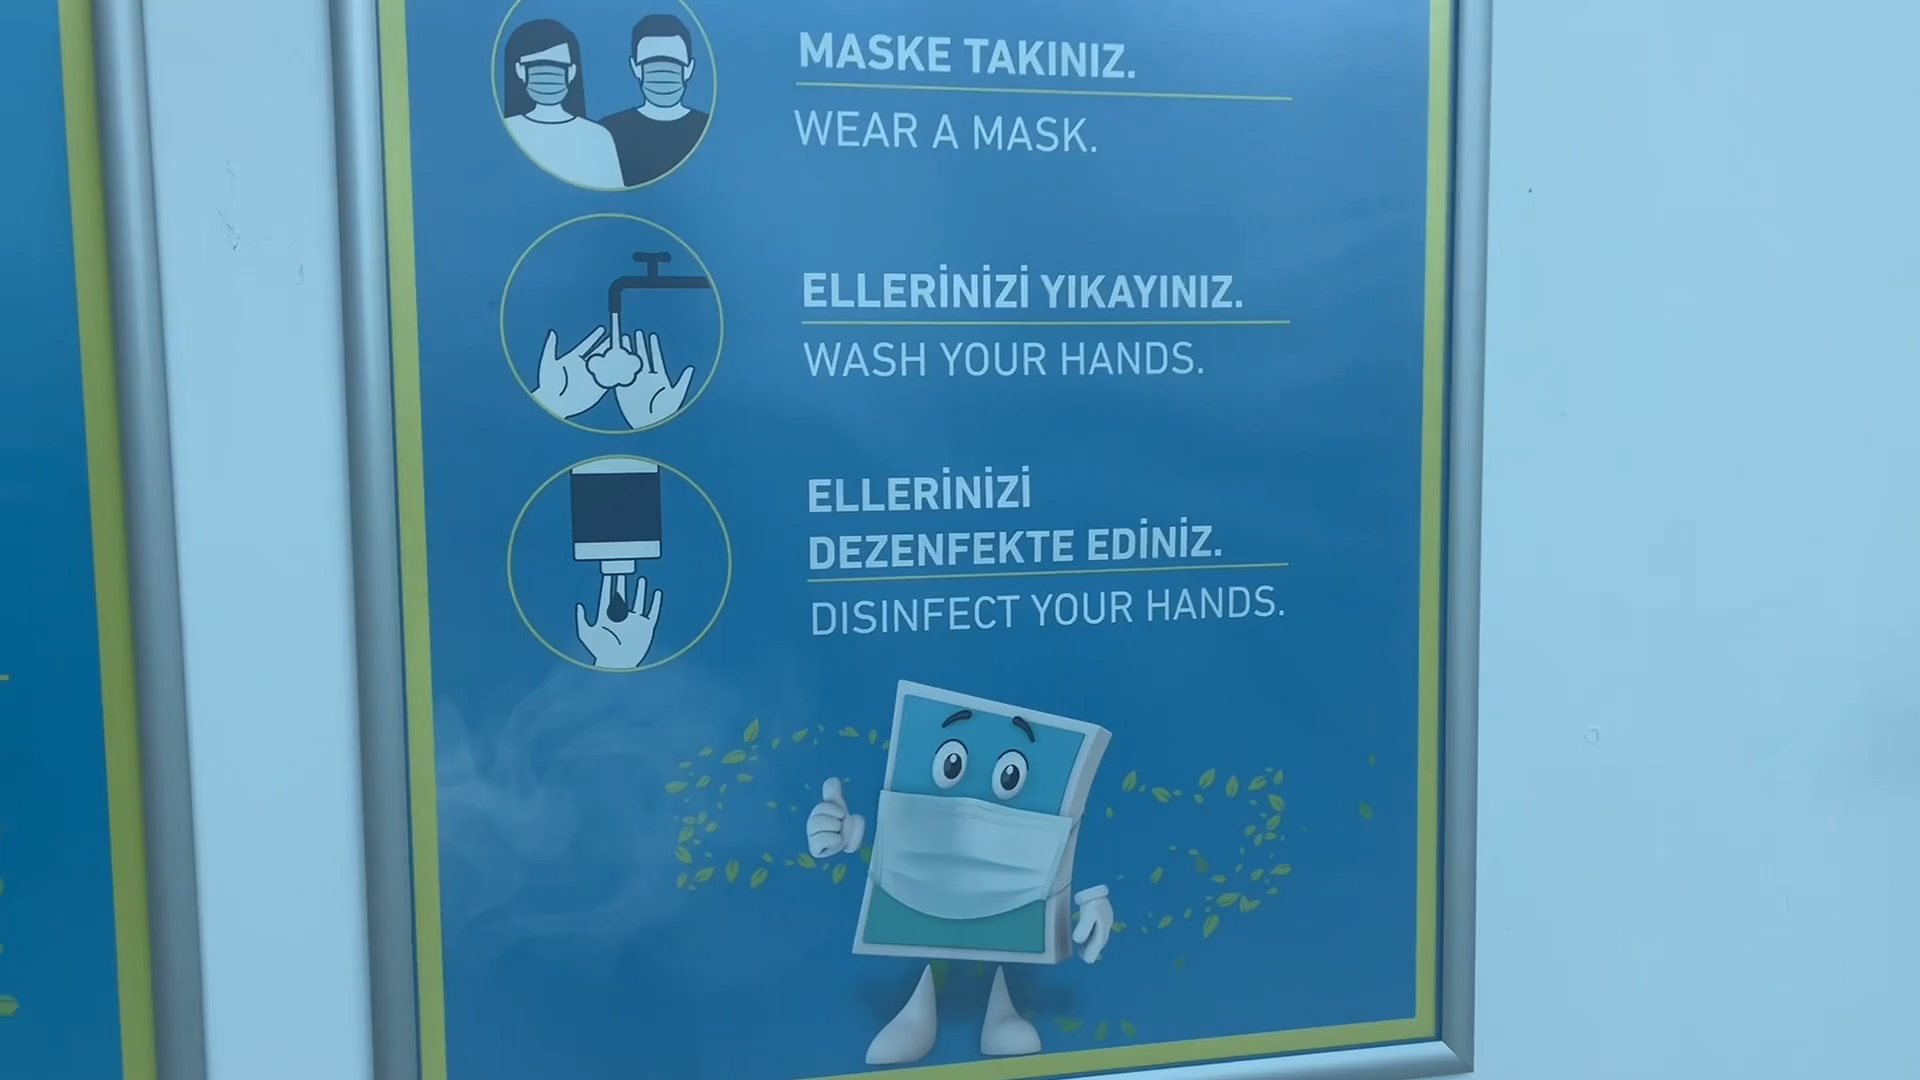 MASKE TAKINIZ.
WEAR A MASK.
ELLERİNİZİ YIKAYINIZ.
WASH YOUR HANDS.
ELLERİNİZİ
DEZENFEKTE EDİNİZ.
DISINFECT YOUR HANDS.